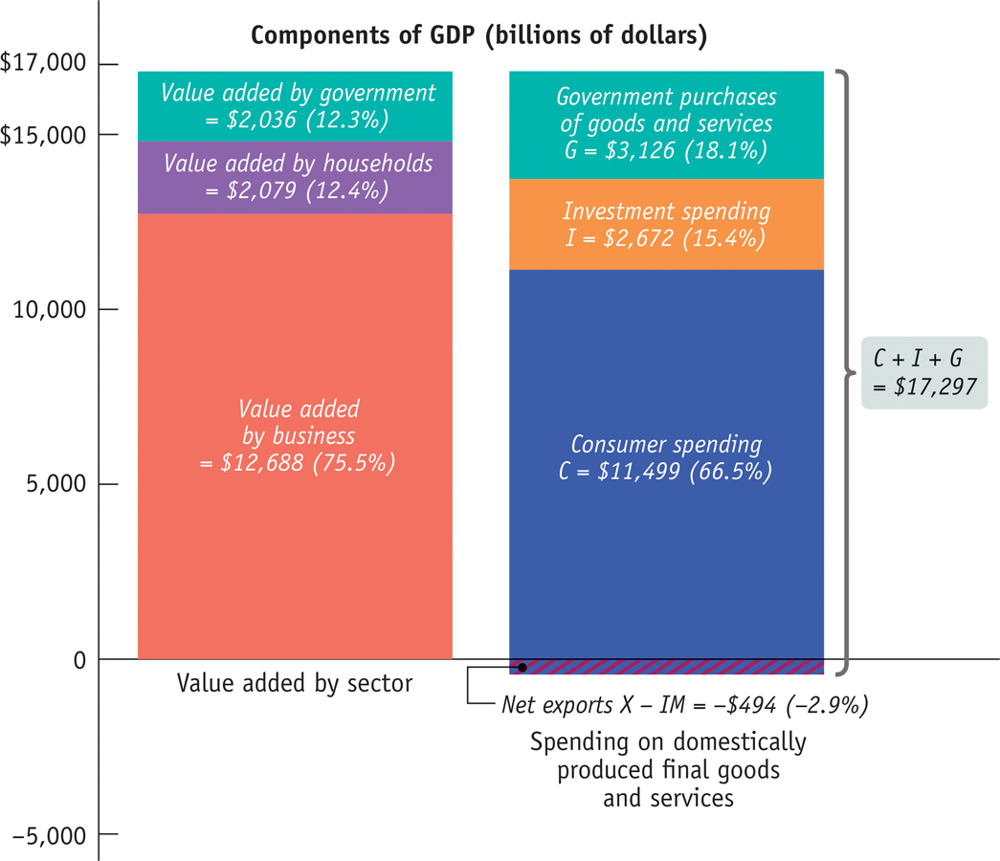 Components of GDP (billions of dollars)
$17,000
$15,000
10,000
5,000
0
–5,000
Value added by government
= $2,036 (12.3%)
Value added by households
= $2,079 (12.4%)
Value added
by business
= $12,688 (75.5%)
Value added by sector
Government purchases
of goods and services
G = $3,126 (18.1%)
Investment spending
I = $2,672 (15.4%)
Consumer spending
C = $11,499 (66.5%)
C + I + G
= $17,297
Net exports X – IM = –$494 (–2.9%)
Spending on domestically
produced final goods
and services